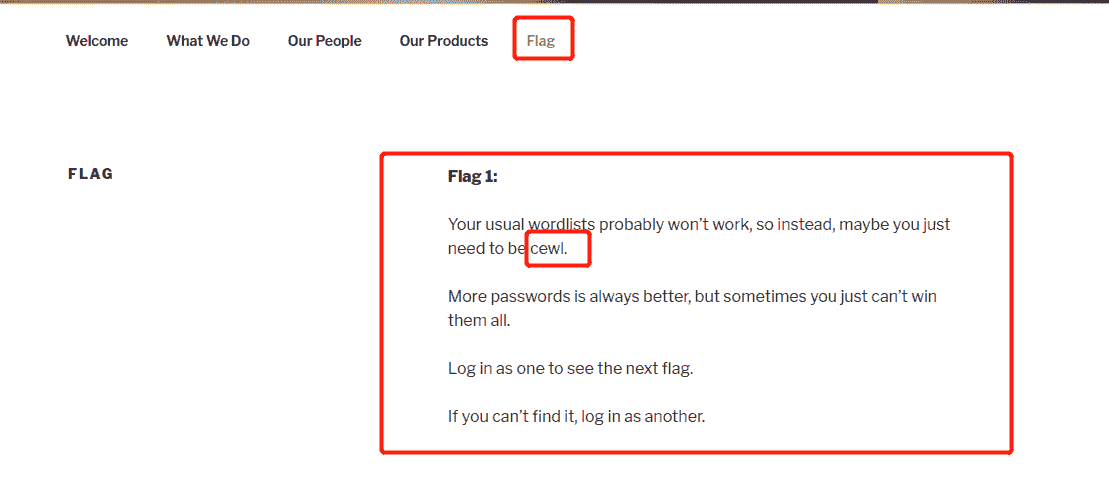 Welcome What We Do Our People Our Products Flag
FLAG
Flag 1:
Your usual wordlists probably won’t work, so instead, maybe you just
need to be cewl.
More passwords is always better, but sometimes you just can’t win
them all.
Log in as one to see the next flag.
If you can’t find it, log in as another.